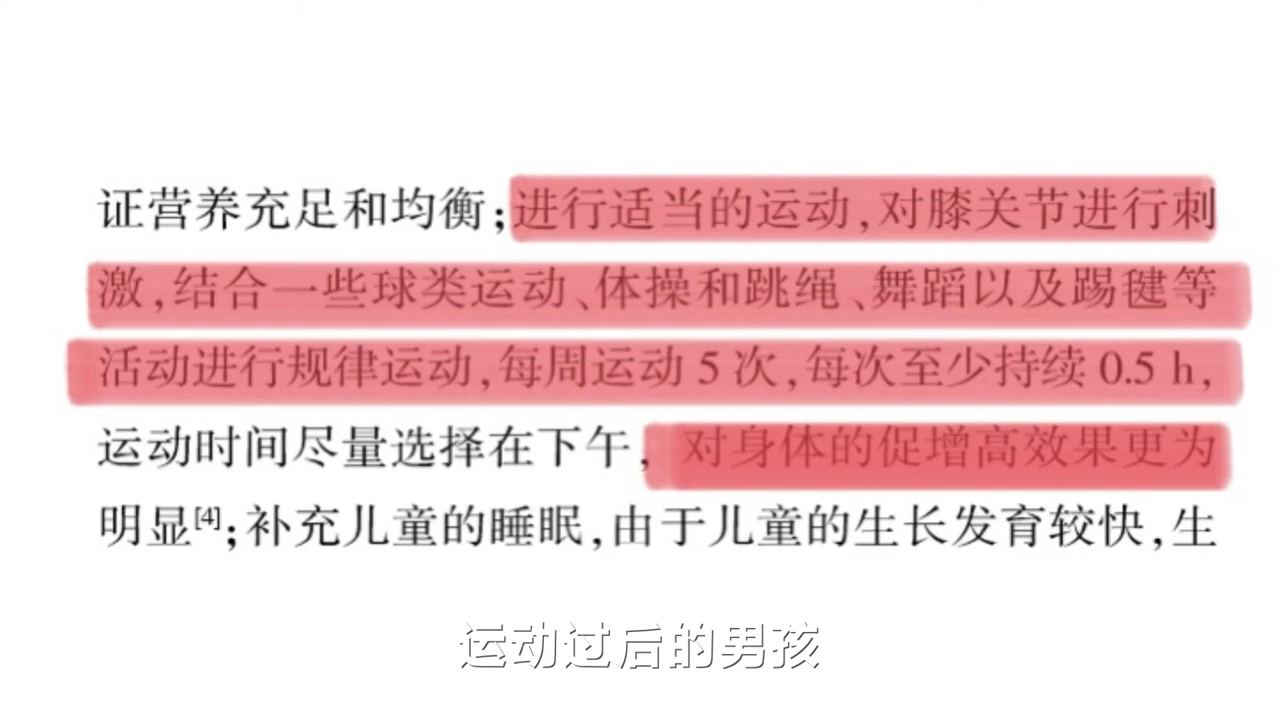 证营养充足和均衡;进行适当的运动,对膝关节进行刺
激,结合一些球类运动、体操和跳绳、舞蹈以及踢毽等
活动进行规律运动,每周运动 5 次,每次至少持续 0.5 h,
运动时间尽量选择在下午,对身体的促增高效果更为
明显[4];补充儿童的睡眠,由于儿童的生长发育较快,生
运动过后的男孩